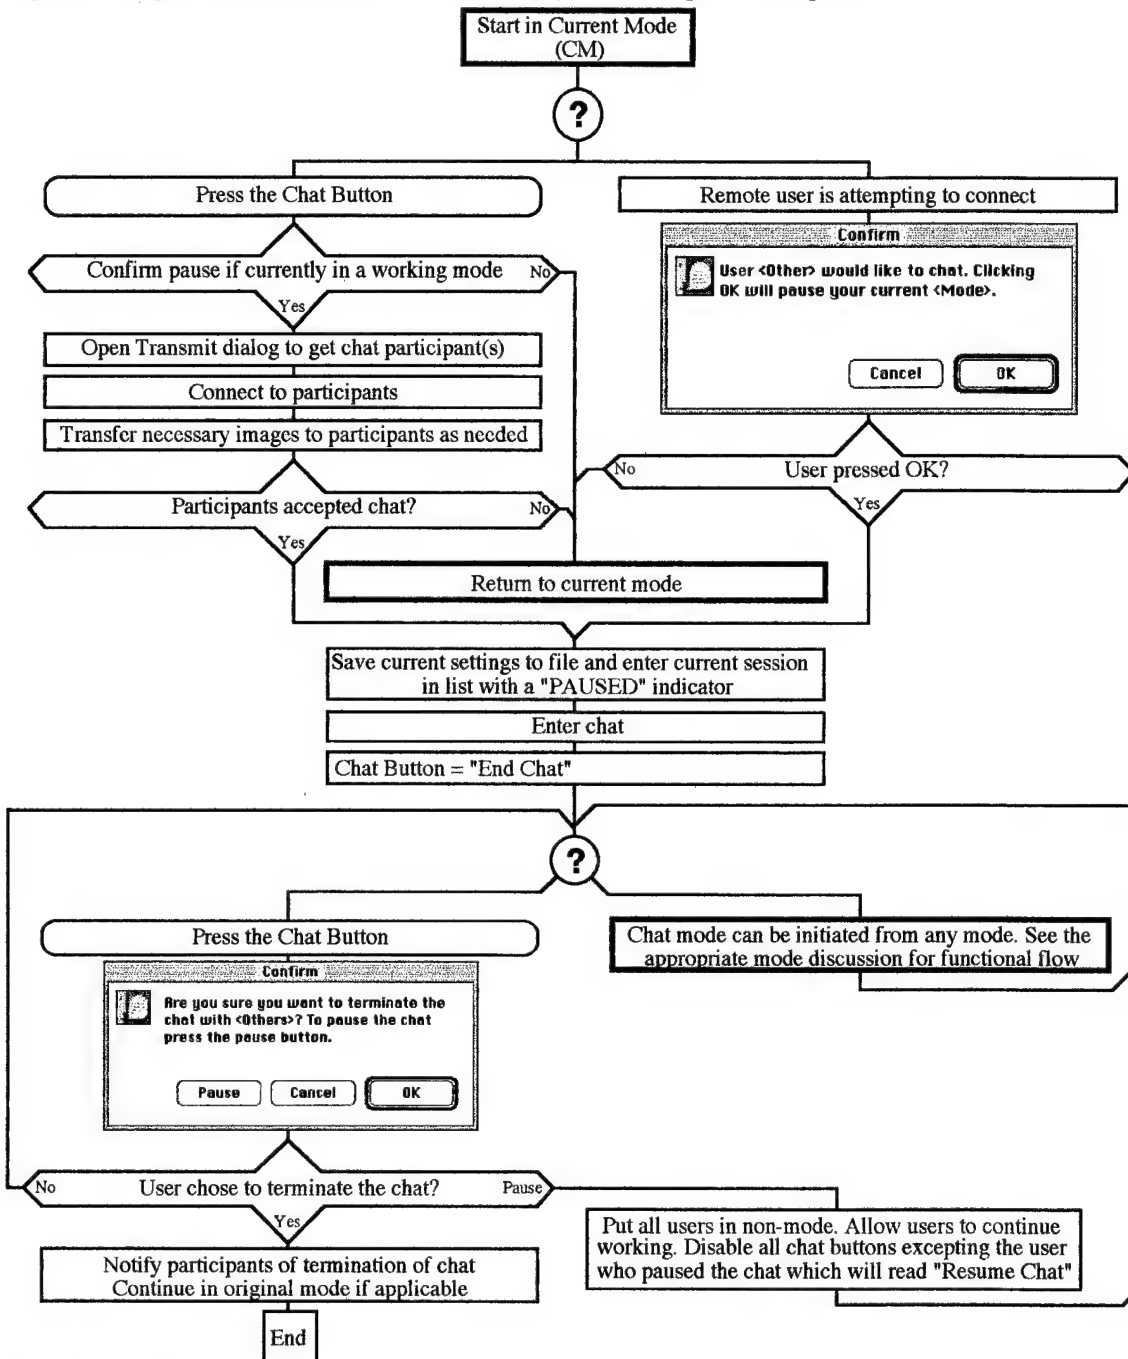 Start in Current Mode
(CM)
?
Press the Chat Button
Remote user is attempting to connect
Confirm
User <Other> would like to chat. Clicking
OK will pause your current <Mode>.
Cancel
OK
Confirm pause if currently in a working mode
No
Yes
Open Transmit dialog to get chat participant(s)
Connect to participants
Transfer necessary images to participants as needed
No
User pressed OK?
Yes
Participants accepted chat?
No
Yes
Return to current mode
Save current settings to file and enter current session
in list with a "PAUSED" indicator
Enter chat
Chat Button = "End Chat"
?
Press the Chat Button
Chat mode can be initiated from any mode. See the
appropriate mode discussion for functional flow
Confirm
Are you sure you want to terminate the
chat with <Others>? To pause the chat
press the pause button.
Pause
Cancel
OK
No
User chose to terminate the chat?
Pause
Yes
Put all users in non-mode. Allow users to continue
working. Disable all chat buttons excepting the user
who paused the chat which will read "Resume Chat"
Notify participants of termination of chat
Continue in original mode if applicable
End